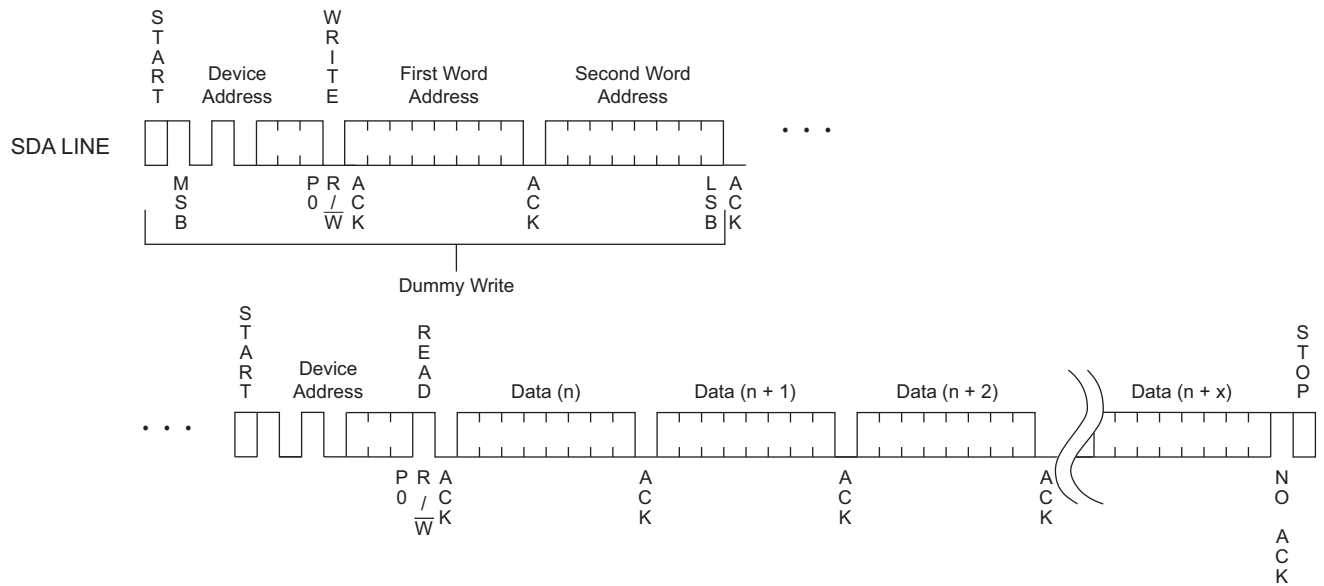 START
Device
Address
WRITE
First Word
Address
Second Word
Address
SDA LINE
• • •
MSB
P0
R/W
ACK
ACK
LSB
ACK
Dummy Write
START
Device
Address
READ
Data (n)
Data (n + 1)
Data (n + 2)
Data (n + x)
STOP
• • •
P0
R/W
ACK
ACK
ACK
ACK
NO ACK